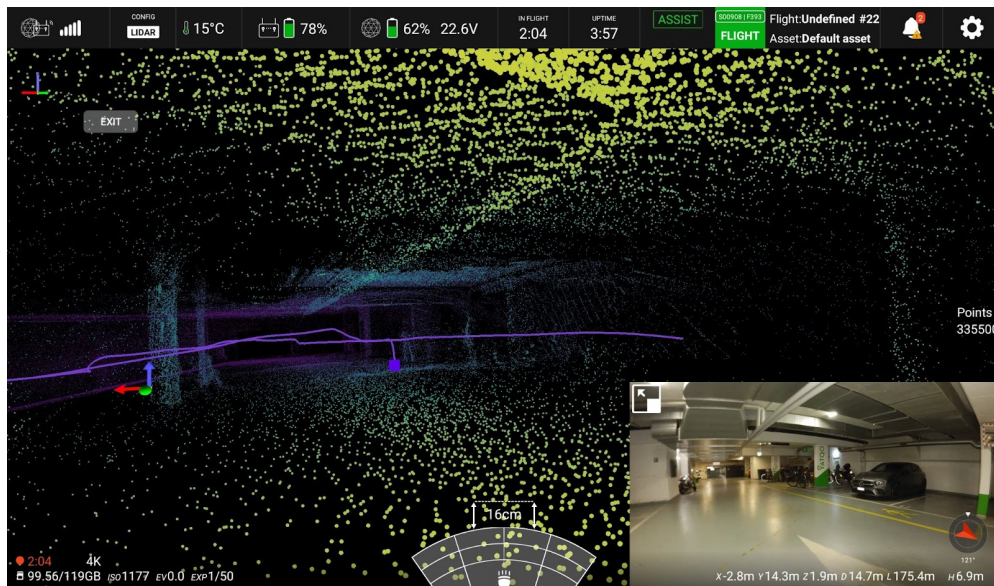 CONFIG
LIDAR
15°C
78%
62% 22.6V
IN FLIGHT
2:04
UPTIME
3:57
ASSIST
S00908 | F393
FLIGHT
Flight:Undefined #22
Asset:Default asset
2
EXIT
Points
335500
16cm
2:04 4K
99.56/119GB ISO1177 EV0.0 EXP1/50
YATOO
121°
X-2.8m Y14.3m Z1.9m D14.7m L175.4m H6.9m